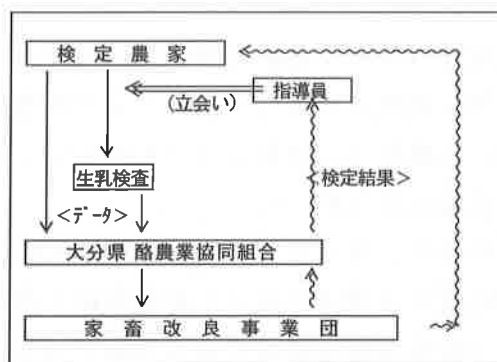 検定農家
指導員
(立会い)
生乳検査
<検定結果>
<データ>
大分県 酪農業協同組合
家畜改良事業団